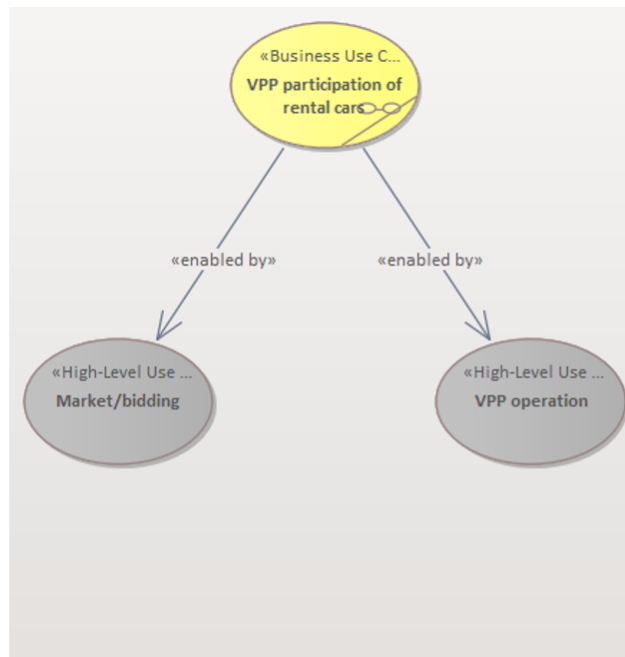 «Business Use C...
VPP participation of
rental cars
«enabled by» «enabled by»
«High-Level Use ... «High-Level Use ...
Market/bidding VPP operation